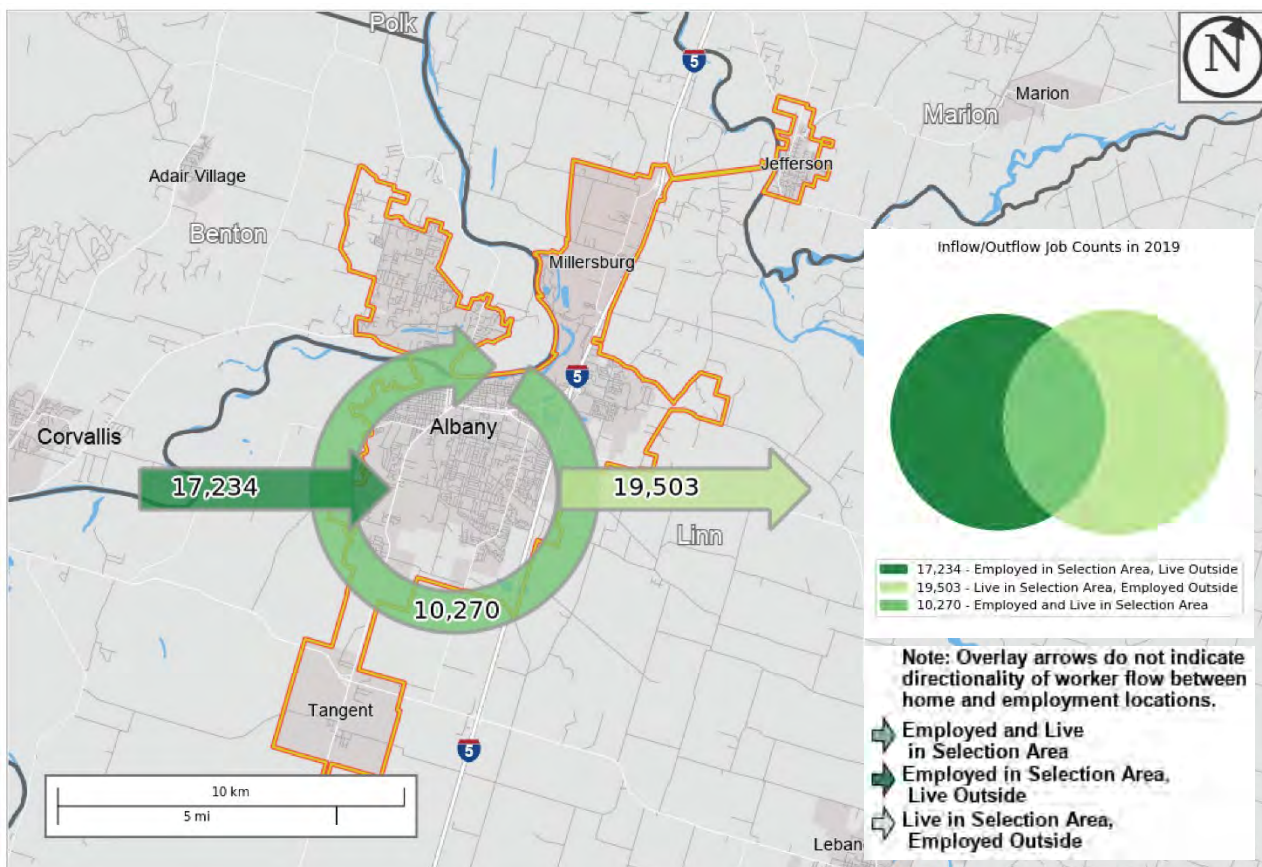 Polk
5
N
Marion
Marion
Jefferson
Adair Village
Benton
Millersburg
Inflow/Outflow Job Counts in 2019
5
Corvallis
Albany
17,234
19,503
Linn
10,270
17,234 - Employed in Selection Area, Live Outside
19,503 - Live in Selection Area, Employed Outside
10,270 - Employed and Live in Selection Area
Note: Overlay arrows do not indicate
directionality of worker flow between
home and employment locations.
Employed and Live
in Selection Area
Employed in Selection Area,
Live Outside
Live in Selection Area,
Employed Outside
Tangent
5
10 km
5 mi